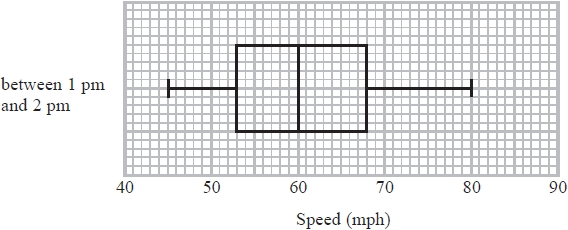 between 1 pm
and 2 pm
40 50 60 70 80 90
Speed (mph)